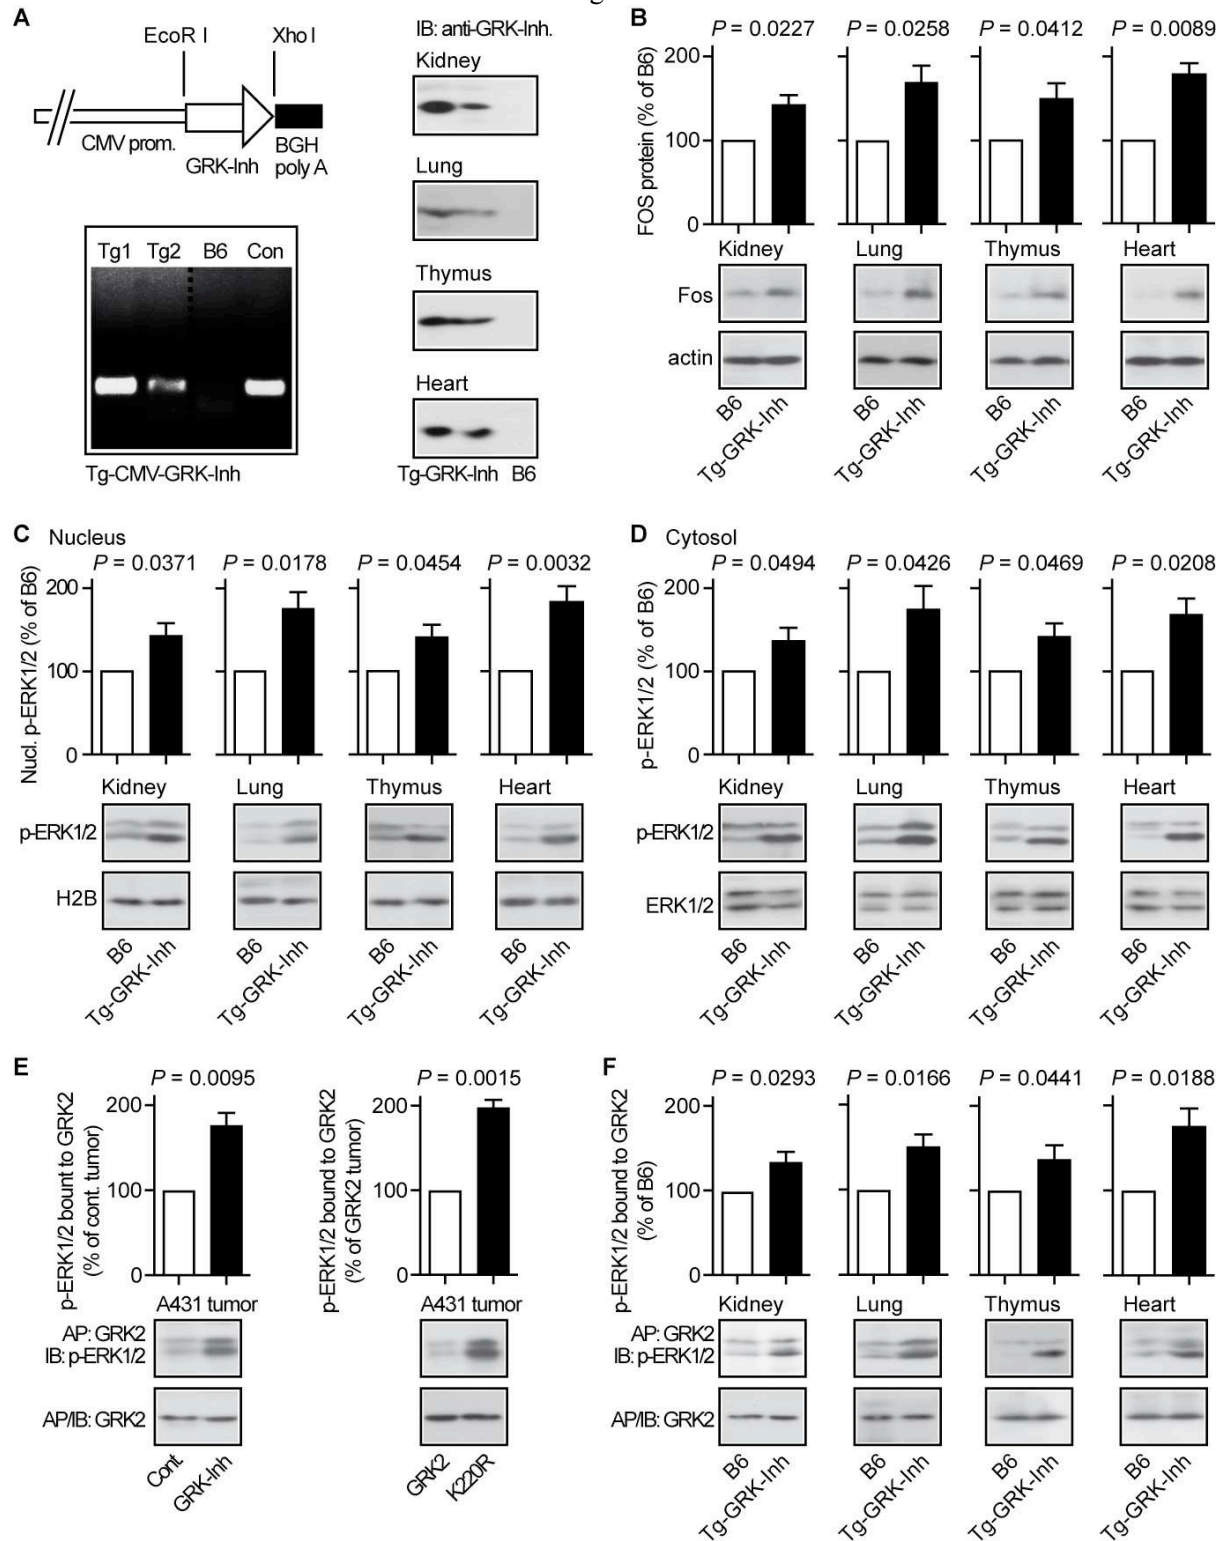 A
EcoR I
Xho I
CMV prom.
GRK-Inh
BGH
poly A
Tg1 Tg2 B6 Con
Tg-CMV-GRK-Inh
IB: anti-GRK-Inh.
Kidney
Lung
Thymus
Heart
Tg-GRK-Inh B6
B
P = 0.0227 P = 0.0258 P = 0.0412 P = 0.0089
FOS protein (% of B6)
200
100
0
Kidney Lung Thymus Heart
Fos
actin
B6 Tg-GRK-Inh B6 Tg-GRK-Inh B6 Tg-GRK-Inh B6 Tg-GRK-Inh
C Nucleus
P = 0.0371 P = 0.0178 P = 0.0454 P = 0.0032
Nucl. p-ERK1/2 (% of B6)
200
100
0
Kidney Lung Thymus Heart
p-ERK1/2
H2B
B6 Tg-GRK-Inh B6 Tg-GRK-Inh B6 Tg-GRK-Inh B6 Tg-GRK-Inh
D Cytosol
P = 0.0494 P = 0.0426 P = 0.0469 P = 0.0208
p-ERK1/2 (% of B6)
200
100
0
Kidney Lung Thymus Heart
p-ERK1/2
ERK1/2
B6 Tg-GRK-Inh B6 Tg-GRK-Inh B6 Tg-GRK-Inh B6 Tg-GRK-Inh
E
P = 0.0095
p-ERK1/2 bount to GRK2
(% of cont. tumor)
200
100
0
A431 tumor
AP: GRK2
IB: p-ERK1/2
AP/IB: GRK2
Cont. GRK-Inh
P = 0.0015
p-ERK1/2 bound to GRK2
(% of GRK2 tumor)
200
100
0
A431 tumor
GRK2 K220R
F
P = 0.0293 P = 0.0166 P = 0.0441 P = 0.0188
p-ERK1/2 bound to GRK2
(% of B6)
200
100
0
Kidney Lung Thymus Heart
AP: GRK2
IB: p-ERK1/2
AP/IB: GRK2
B6 Tg-GRK-Inh B6 Tg-GRK-Inh B6 Tg-GRK-Inh B6 Tg-GRK-Inh